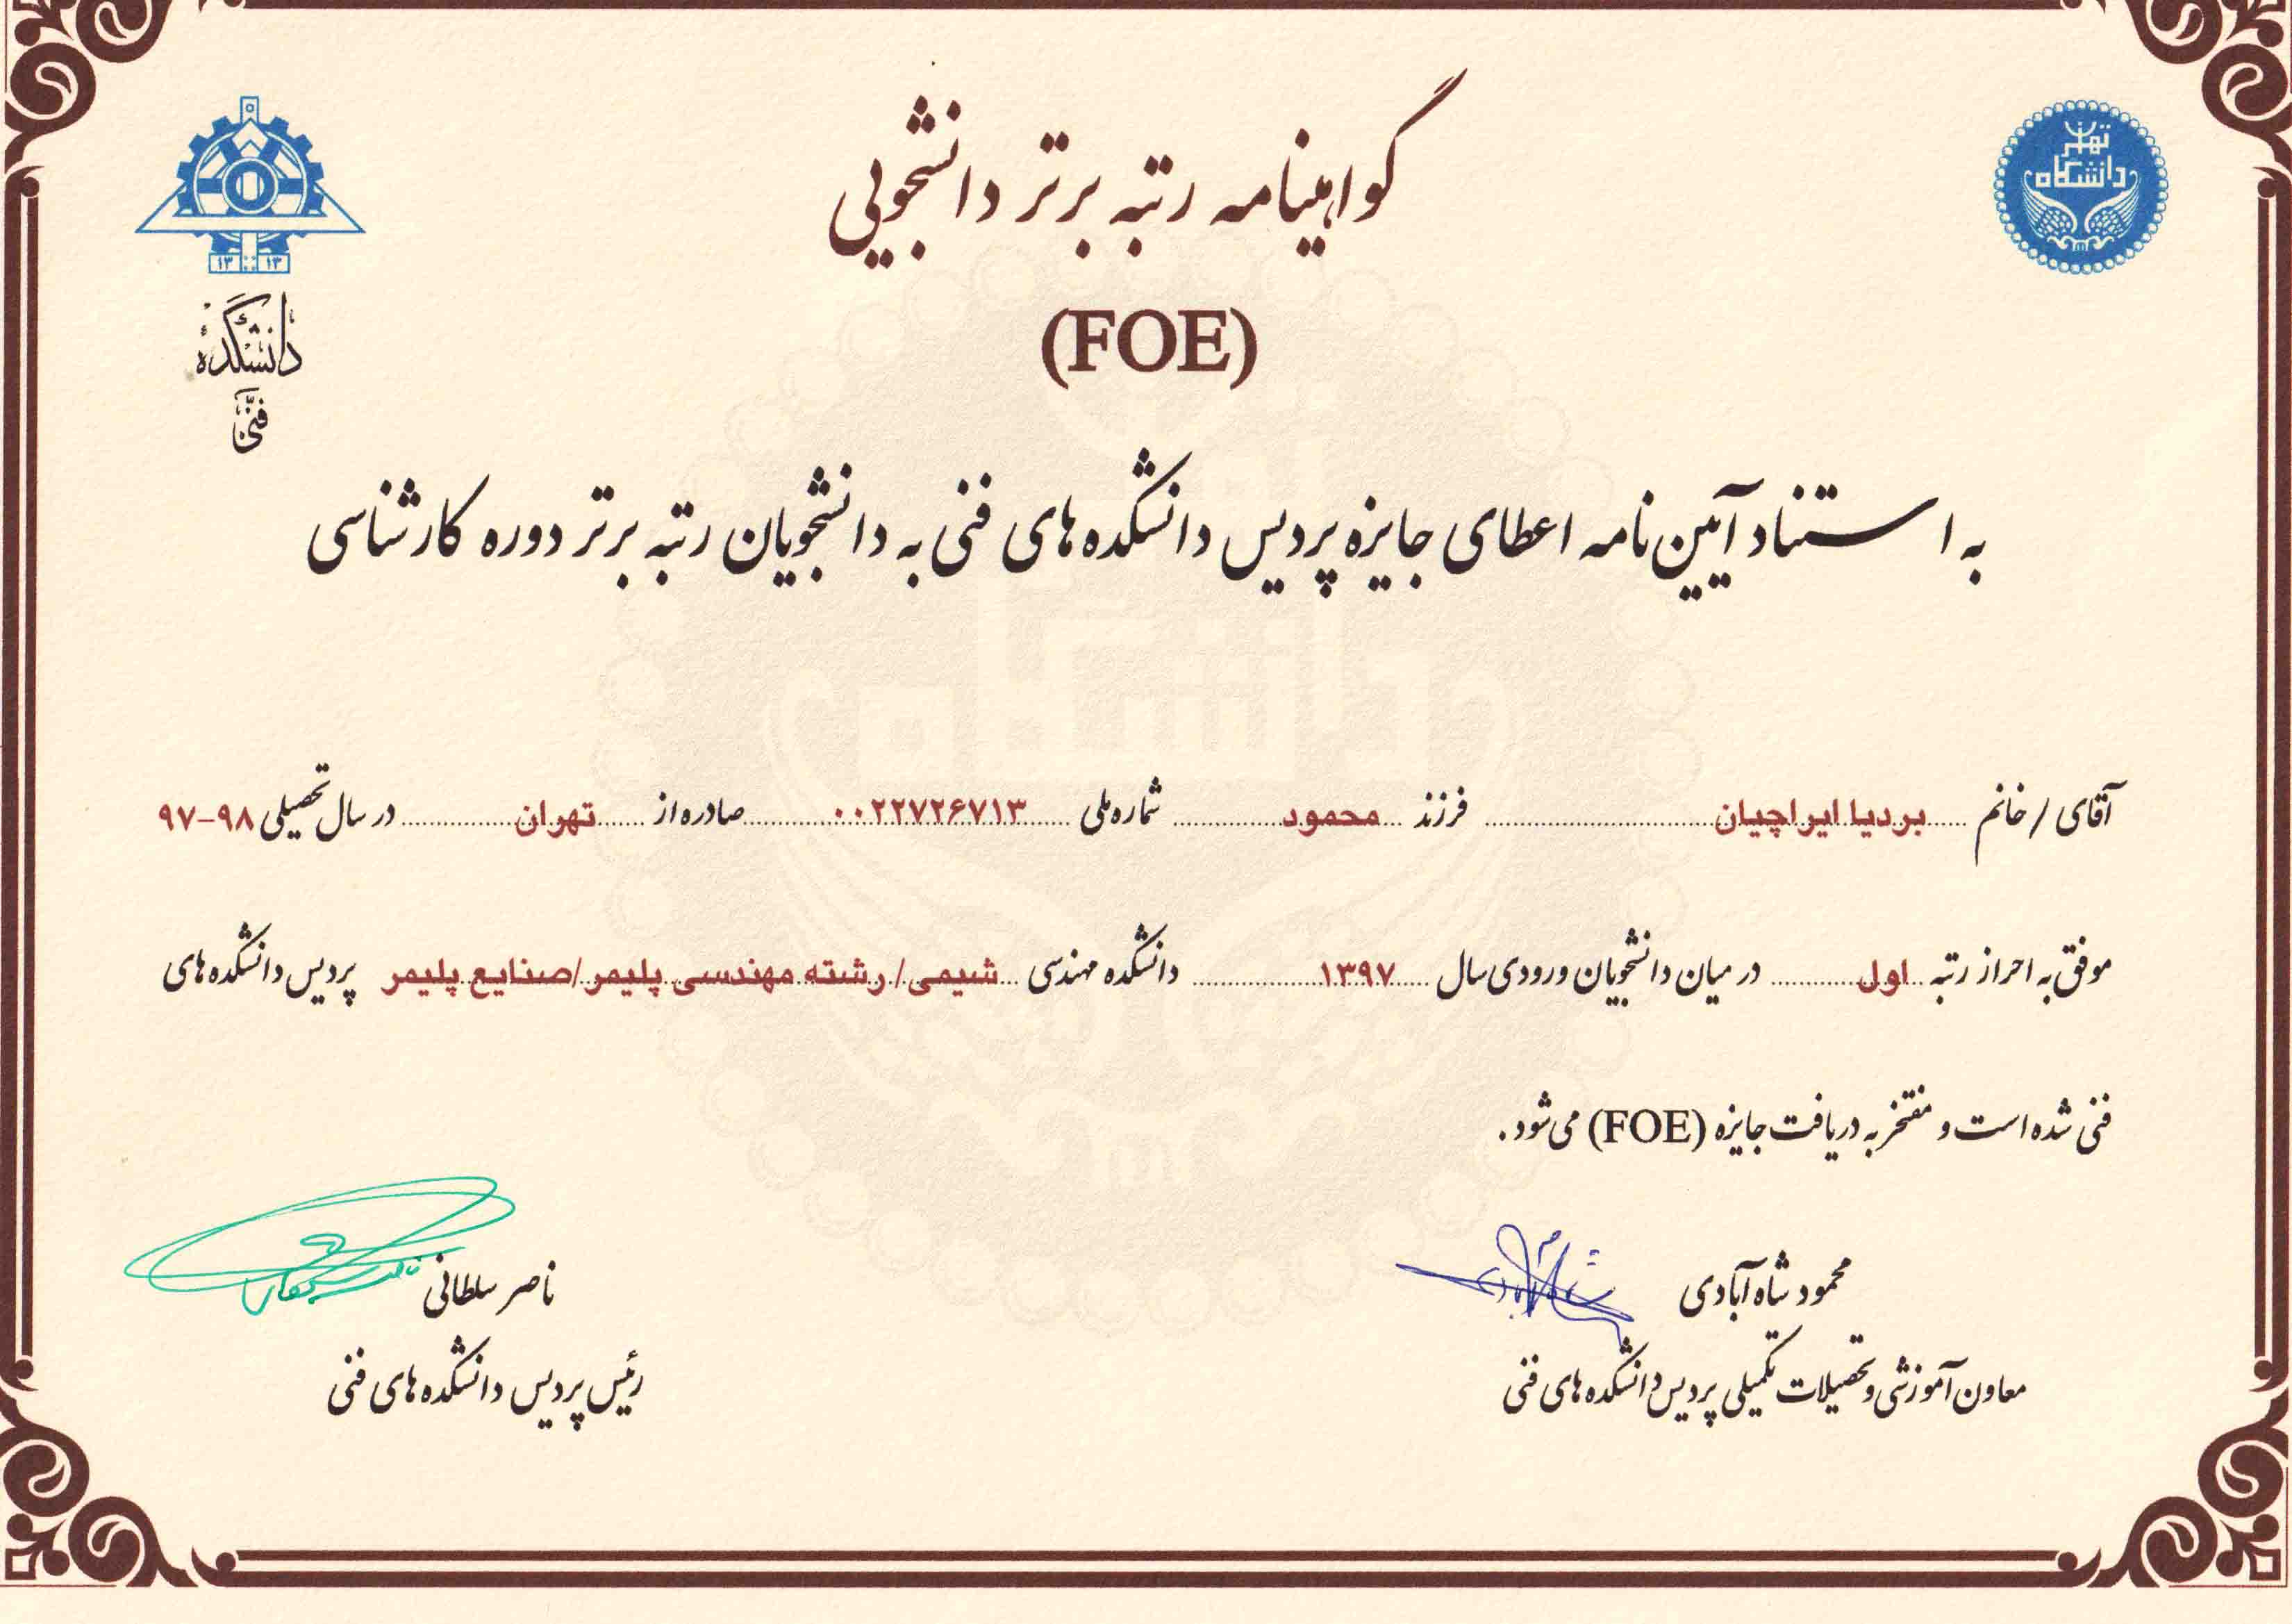 گواهینامه رتبه برتر دانشجویی
(FOE)
دانشگاه تهران
۱۳ ۱۳
دانشکدهٔ
فنی
به استناد آیین نامه اعطای جایزه پردیس دانشکده های فنی به دانشجویان رتبه برتر دوره کارشناسی
آقای / خانم بردیا ایراچیان فرزند محمود شماره ملی ۰۰۲۲۷۲۶۷۱۳ صادره از تهران در سال تحصیلی ۹۸-۹۷
موفق به احراز رتبه اول در میان دانشجویان ورودی سال ۱۳۹۷ دانشکده مهندسی شیمی/رشته مهندسی پلیمر/صنایع پلیمر پردیس دانشکده های
فنی شده است و مفتخر به دریافت جایزه (FOE) می شود.
محمود شاه آبادی
معاون آموزشی و تحصیلات تکمیلی پردیس دانشکده های فنی
ناصر سلطانی
رئیس پردیس دانشکده های فنی